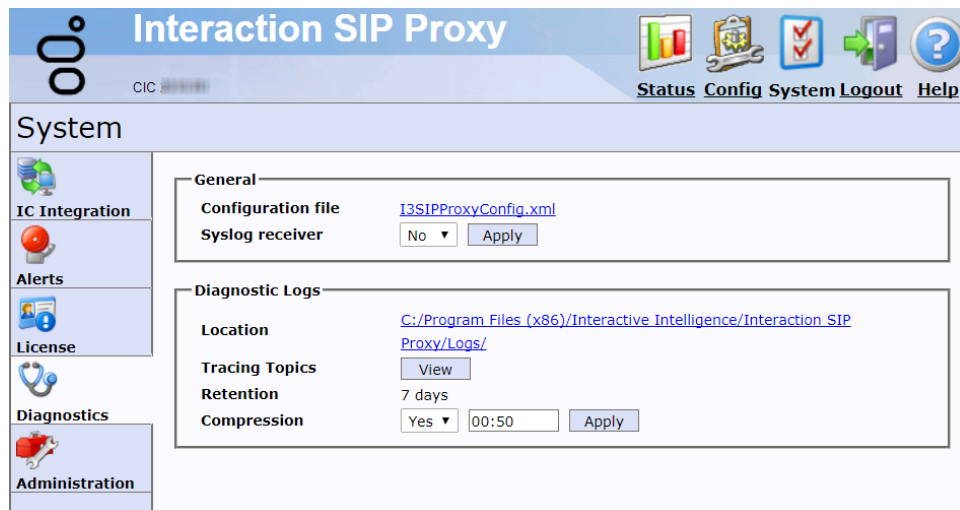 Interaction SIP Proxy
CIC
Status Config System Logout Help
System
IC Integration
Alerts
License
Diagnostics
Administration
General
Configuration file I3SIPProxyConfig.xml
Syslog receiver No Apply
Diagnostic Logs
Location C:/Program Files (x86)/Interactive Intelligence/Interaction SIP
Proxy/Logs/
Tracing Topics View
Retention 7 days
Compression Yes 00:50 Apply